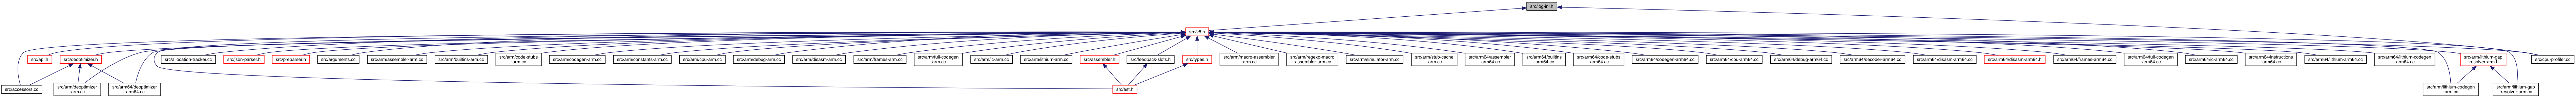 src/log-inl.h
src/v8.h
src/api.h
src/deoptimizer.h
src/allocation-tracker.cc
src/json-parser.h
src/preparser.h
src/arguments.cc
src/arm/assembler-arm.cc
src/arm/builtins-arm.cc
src/arm/code-stubs
-arm.cc
src/arm/codegen-arm.cc
src/arm/constants-arm.cc
src/arm/cpu-arm.cc
src/arm/debug-arm.cc
src/arm/disasm-arm.cc
src/arm/frames-arm.cc
src/arm/full-codegen
-arm.cc
src/arm/ic-arm.cc
src/arm/lithium-arm.cc
src/assembler.h
src/feedback-slots.h
src/types.h
src/arm/macro-assembler
-arm.cc
src/arm/regexp-macro
-assembler-arm.cc
src/arm/simulator-arm.cc
src/arm/stub-cache
-arm.cc
src/arm64/assembler
-arm64.cc
src/arm64/builtins
-arm64.cc
src/arm64/code-stubs
-arm64.cc
src/arm64/codegen-arm64.cc
src/arm64/cpu-arm64.cc
src/arm64/debug-arm64.cc
src/arm64/decoder-arm64.cc
src/arm64/disasm-arm64.cc
src/arm64/disasm-arm64.h
src/arm64/frames-arm64.cc
src/arm64/full-codegen
-arm64.cc
src/arm64/ic-arm64.cc
src/arm64/instructions
-arm64.cc
src/arm64/lithium-arm64.cc
src/arm64/lithium-codegen
-arm64.cc
src/arm/lithium-gap
-resolver-arm.h
src/cpu-profiler.cc
src/accessors.cc
src/arm/deoptimizer
-arm.cc
src/arm64/deoptimizer
-arm64.cc
src/ast.h
src/arm/lithium-codegen
-arm.cc
src/arm/lithium-gap
-resolver-arm.cc